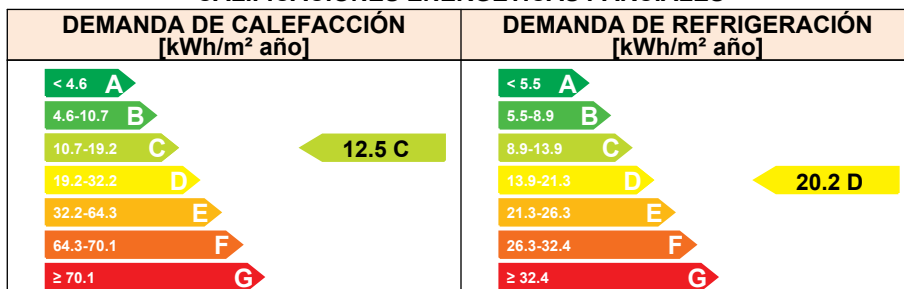 DEMANDA DE CALEFACCIÓN
[kWh/m² año]
DEMANDA DE REFRIGERACIÓN
[kWh/m² año]
< 4.6 A
4.6-10.7 B
10.7-19.2 C
12.5 C
19.2-32.2 D
32.2-64.3 E
64.3-70.1 F
≥ 70.1 G
< 5.5 A
5.5-8.9 B
8.9-13.9 C
13.9-21.3 D
20.2 D
21.3-26.3 E
26.3-32.4 F
≥ 32.4 G